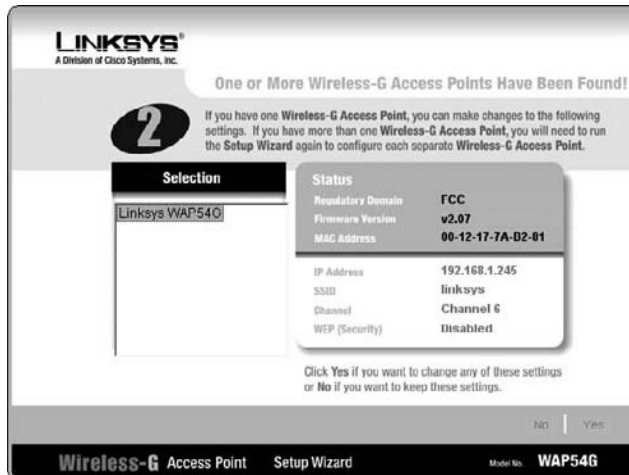 LINKSYS®
A Division of Cisco Systems, Inc.
One or More Wireless-G Access Points Have Been Found!
2
If you have one Wireless-G Access Point, you can make changes to the following
settings. If you have more than one Wireless-G Access Point, you will need to run
the Setup Wizard again to configure each separate Wireless-G Access Point.
Selection
Linksys WAP54G
Status
Regulatory Domain FCC
Firmware Version v2.07
MAC Address 00-12-17-7A-D2-81
IP Address 192.168.1.245
SSID linksys
Channel Channel 6
WEP (Security) Disabled
Click Yes if you want to change any of these settings
or No if you want to keep these settings.
No Yes
Wireless-G Access Point Setup Wizard Model No. WAP54G